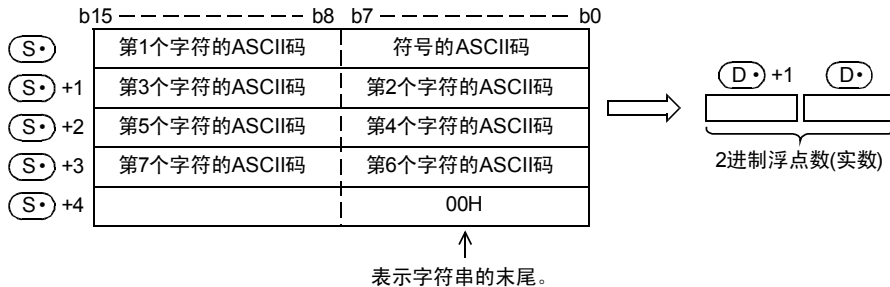 b15 — — — — — — — — — b8 b7 — — — — — — — — — b0
S• 第1个字符的ASCII码 符号的ASCII码
S• +1 第3个字符的ASCII码 第2个字符的ASCII码
S• +2 第5个字符的ASCII码 第4个字符的ASCII码
S• +3 第7个字符的ASCII码 第6个字符的ASCII码
S• +4 00H
表示字符串的末尾。
D• +1 D•
2进制浮点数(实数)